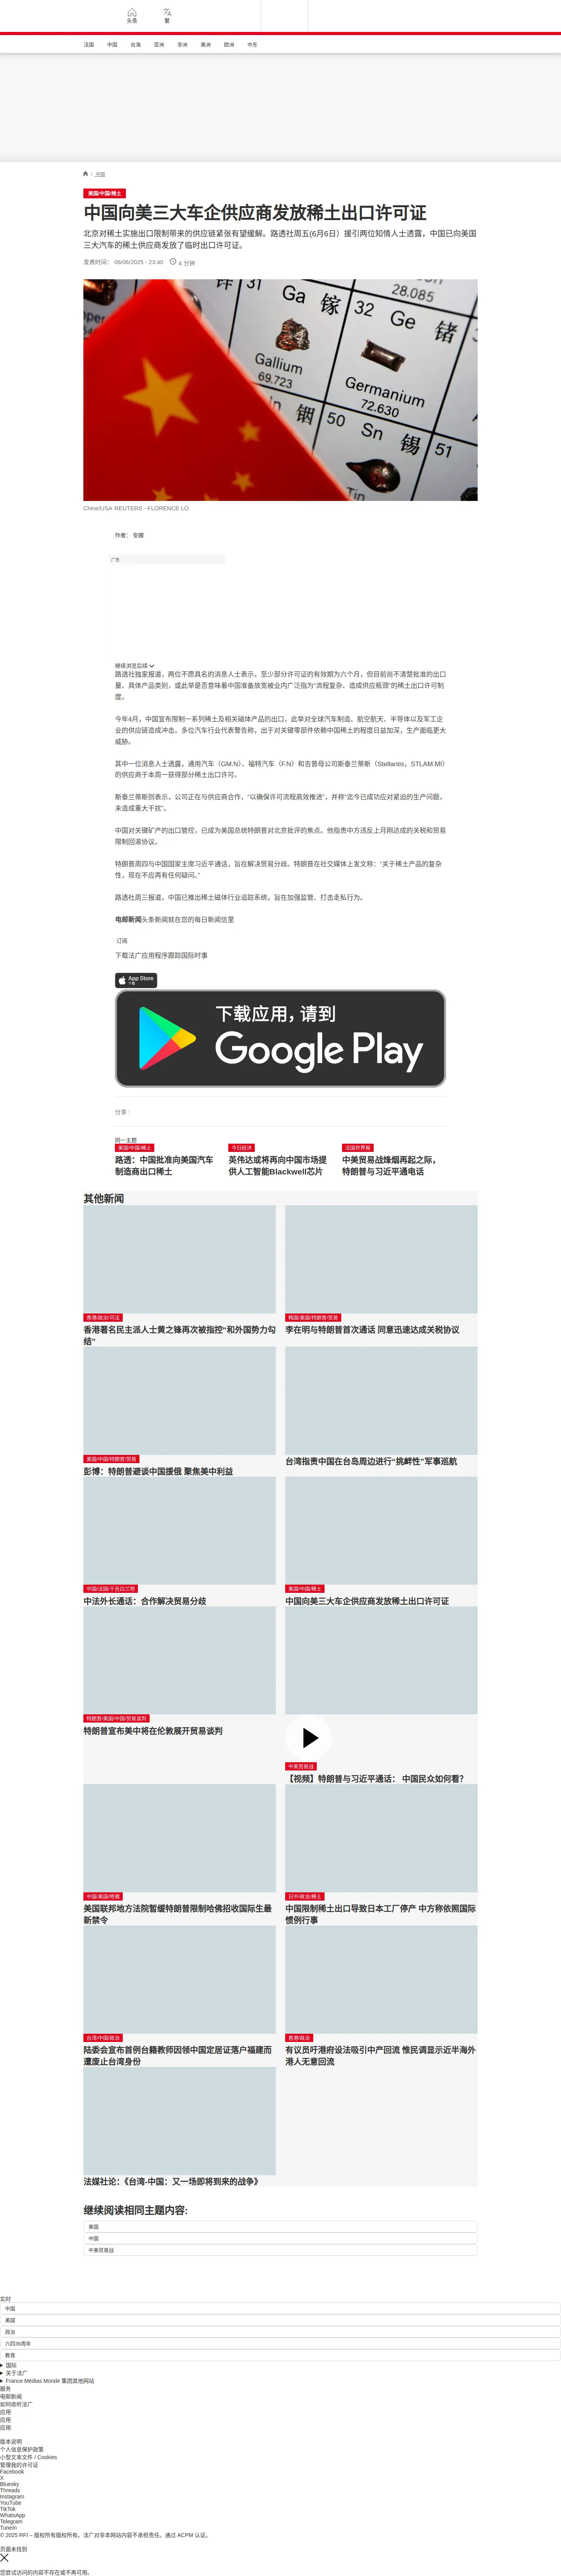 头条
繁
法国
中国
台海
亚洲
非洲
美洲
欧洲
中东
/ 中国
美国/中国/稀土
中国向美三大车企供应商发放稀土出口许可证
北京对稀土实施出口限制带来的供应链紧张有望缓解。路透社周五(6月6日）援引两位知情人士透露，中国已向美国
三大汽车商的稀土供应商发放了临时出口许可证。
发表时间： 06/06/2025 - 23:40
4 分钟
31
Ga
镓
32
Ge
锗
28.085
Gallium
69.723
Germanium
72.630
In
铟
50
Sn
锡
51
Chine/USA REUTERS - FLORENCE LO
作者： 安娜
广告
继续浏览后续
路透社独家报道，两位不愿具名的消息人士表示，至少部分许可证的有效期为六个月，但目前尚不清楚批准的出口
量、具体产品类别，或此举是否意味着中国准备放宽被业内广泛指为“流程复杂、造成供应瓶颈”的稀土出口许可制
度。
今年4月，中国宣布限制一系列稀土及相关磁体产品的出口，此举对全球汽车制造、航空航天、半导体以及军工企
业的供应链造成冲击。多位汽车行业代表警告称，出于对关键零部件依赖中国稀土的程度日益加深，生产面临更大
威胁。
其中一位消息人士透露，通用汽车（GM.N）、福特汽车（F.N）和吉普母公司斯泰兰蒂斯（Stellantis，STLAM.MI）
的供应商于本周一获得部分稀土出口许可。
斯泰兰蒂斯则表示，公司正在与供应商合作，“以确保许可流程高效推进”，并称“迄今已成功应对紧迫的生产问题，
未造成重大干扰”。
中国对关键矿产的出口管控，已成为美国总统特朗普对北京批评的焦点。他指责中方违反上月刚达成的关税和贸易
限制回滚协议。
特朗普周四与中国国家主席习近平通话，旨在解决贸易分歧。特朗普在社交媒体上发文称：“关于稀土产品的复杂
性，现在不应再有任何疑问。”
路透社周三报道，中国已推出稀土磁体行业追踪系统，旨在加强监管、打击走私行为。
电邮新闻头条新闻就在您的每日新闻信里
订阅
下载法广应用程序跟踪国际时事
App Store
下载
下载应用，请到
Google Play
分享 :
同一主题
美国/中国/稀土
路透：中国批准向美国汽车
制造商出口稀土
今日经济
英伟达或将再向中国市场提
供人工智能Blackwell芯片
法国世界报
中美贸易战烽烟再起之际，
特朗普与习近平通电话
其他新闻
香港/政治/司法
香港著名民主派人士黄之锋再次被指控“和外国势力勾
结”
韩国/美国/特朗普/贸易
李在明与特朗普首次通话 同意迅速达成关税协议
美国/中国/特朗普/贸易
彭博：特朗普避谈中国援俄 聚焦美中利益
台湾指责中国在台岛周边进行“挑衅性”军事巡航
中国/法国/干邑白兰地
中法外长通话：合作解决贸易分歧
美国/中国/稀土
中国向美三大车企供应商发放稀土出口许可证
特朗普/美国/中国/贸易谈判
特朗普宣布美中将在伦敦展开贸易谈判
中美贸易战
【视频】特朗普与习近平通话： 中国民众如何看？
中国/美国/哈佛
美国联邦地方法院暂缓特朗普限制哈佛招收国际生最
新禁令
日中/政治/稀土
中国限制稀土出口导致日本工厂停产 中方称依照国际
惯例行事
台湾/中国/政治
陆委会宣布首例台籍教师因领中国定居证落户福建而
遭废止台湾身份
香港/政治
有议员吁港府设法吸引中产回流 惟民调显示近半海外
港人无意回流
法媒社论：《台湾-中国：又一场即将到来的战争》
继续阅读相同主题内容:
美国
中国
中美贸易战
实时
中国
美国
政治
六四36周年
教育
国际
关于法广
France Médias Monde 集团其他网站
服务
电邮新闻
如何收听法广
应用
应用
应用
版本说明
个人信息保护政策
小型文本文件 / Cookies
管理我的许可证
Facebook
X
Bluesky
Threads
Instagram
YouTube
TikTok
WhatsApp
Telegram
TuneIn
© 2025 RFI – 版权所有版权所有。法广对非本网站内容不承担责任。通过 ACPM 认证。
页面未找到
您尝试访问的内容不存在或不再可用。